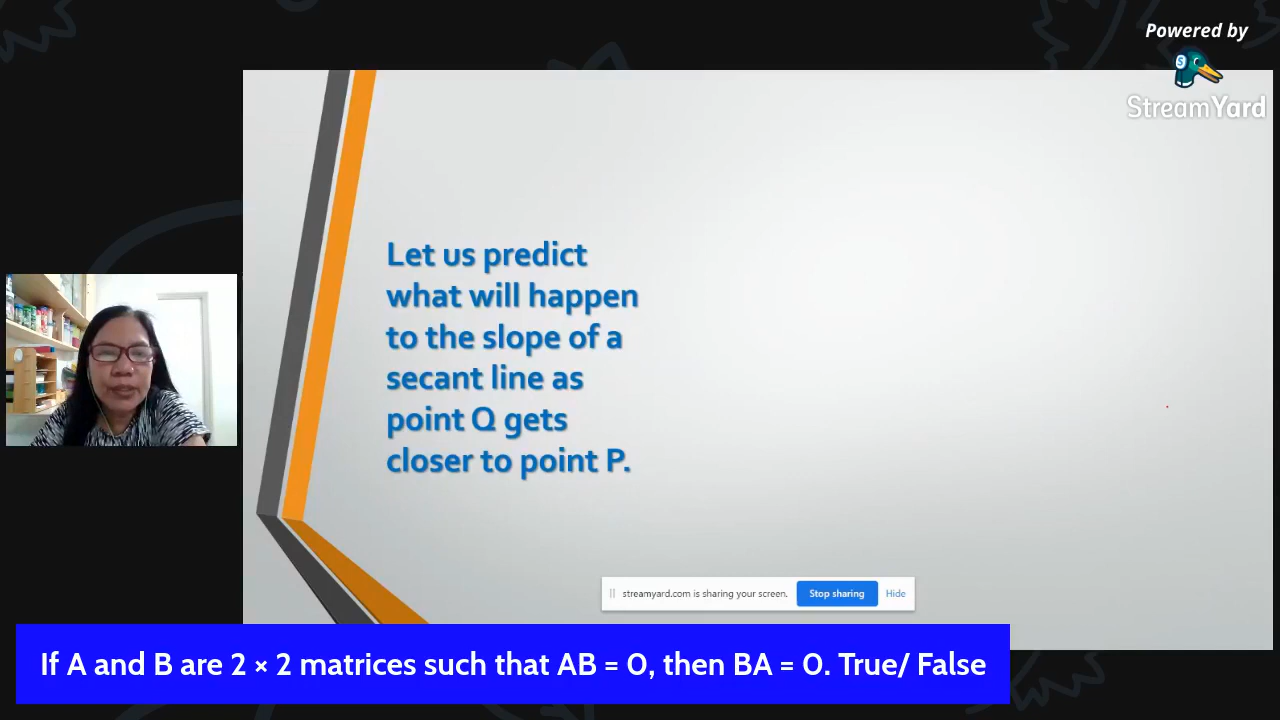 Powered by
StreamYard
Let us predict
what will happen
to the slope of a
secant line as
point Q gets
closer to point P.
streamyard.com is sharing your screen.
Stop sharing
Hide
If A and B are 2 × 2 matrices such that AB = 0, then BA = 0. True/ False